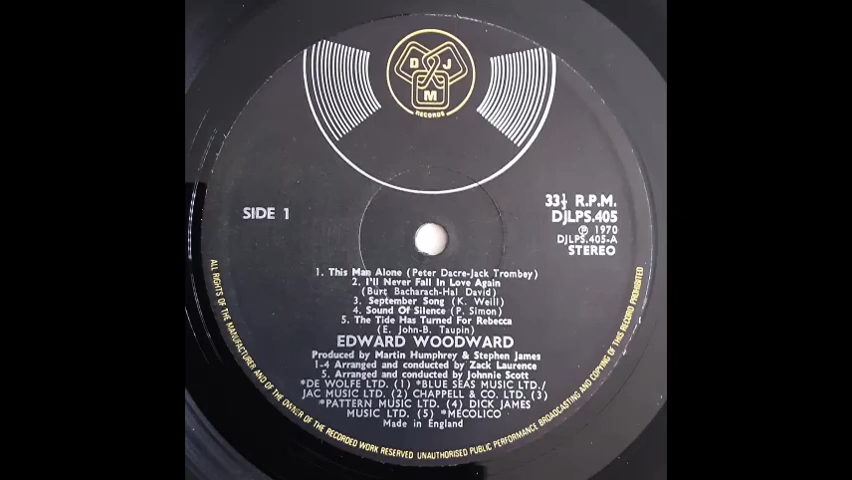 D J M
RECORDS
SIDE 1
33⅓ R.P.M.
DJLPS.405
℗ 1970
DJLPS.405-A
STEREO
1. This Man Alone (Peter Dacre-Jack Trombey)
2. I'll Never Fall In Love Again
(Burt Bacharach-Hal David)
3. September Song (K. Weill)
4. Sound Of Silence (P. Simon)
5. The Tide Has Turned For Rebecca
(E. John-B. Taupin)
EDWARD WOODWARD
Produced by Martin Humphrey & Stephen James
1-4 Arranged and conducted by Zack Laurence
5. Arranged and conducted by Johnnie Scott
*DE WOLFE LTD. (1) *BLUE SEAS MUSIC LTD./
JAC MUSIC LTD. (2) CHAPPELL & CO. LTD. (3)
*PATTERN MUSIC LTD. (4) DICK JAMES
MUSIC LTD. (5) *MECOLICO
Made in England
ALL RIGHTS OF THE MANUFACTURER AND OF THE OWNER OF THE RECORDED WORK RESERVED UNAUTHORISED PUBLIC PERFORMANCE BROADCASTING AND COPYING OF THIS RECORD PROHIBITED